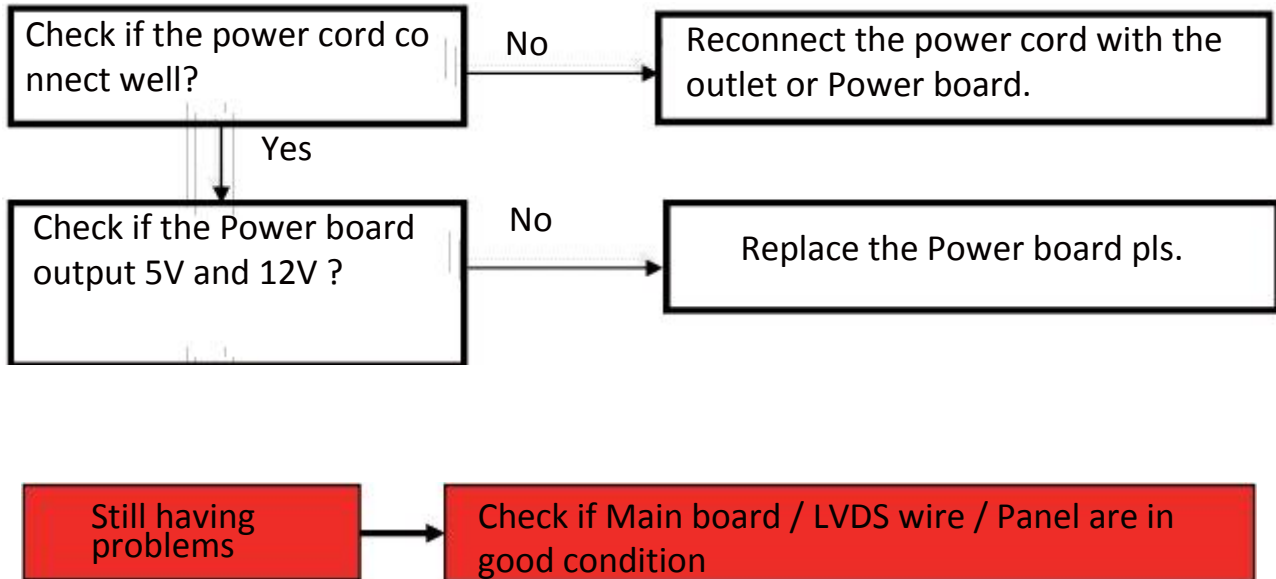 Check if the power cord co
nnect well?
No
Reconnect the power cord with the
outlet or Power board.
Yes
Check if the Power board
output 5V and 12V ?
No
Replace the Power board pls.
Still having
problems
Check if Main board / LVDS wire / Panel are in
good condition